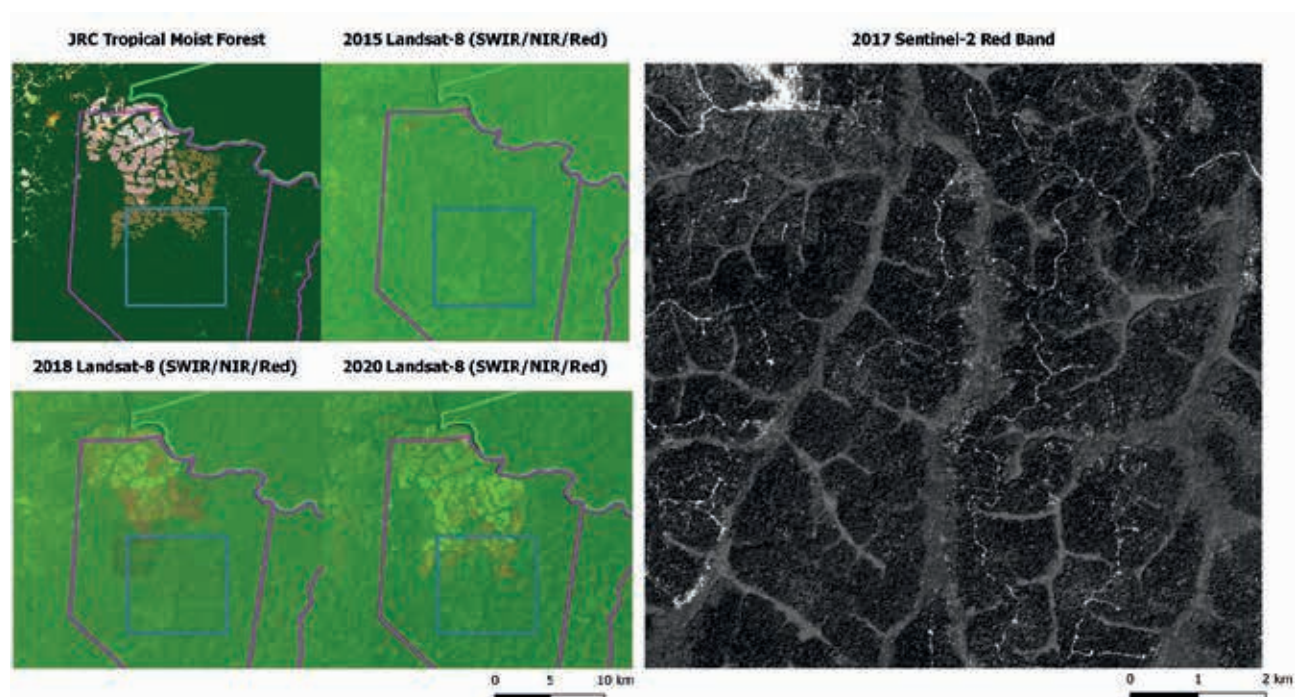 JRC Tropical Moist Forest
2015 Landsat-8 (SWIR/NIR/Red)
2017 Sentinel-2 Red Band
2018 Landsat-8 (SWIR/NIR/Red)
2020 Landsat-8 (SWIR/NIR/Red)
0 5 10 km
0 1 2 km